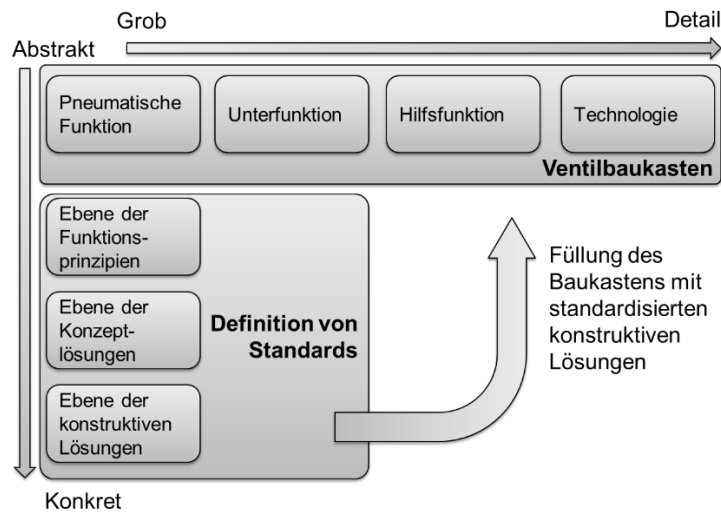 Grob
Detail
Abstrakt
Pneumatische
Funktion
Unterfunktion
Hilfsfunktion
Technologie
Ventilbaukasten
Ebene der
Funktions-
prinzipien
Ebene der
Konzept-
lösungen
Ebene der
konstruktiven
Lösungen
Definition von
Standards
Füllung des
Baukastens mit
standardisierten
konstruktiven
Lösungen
Konkret